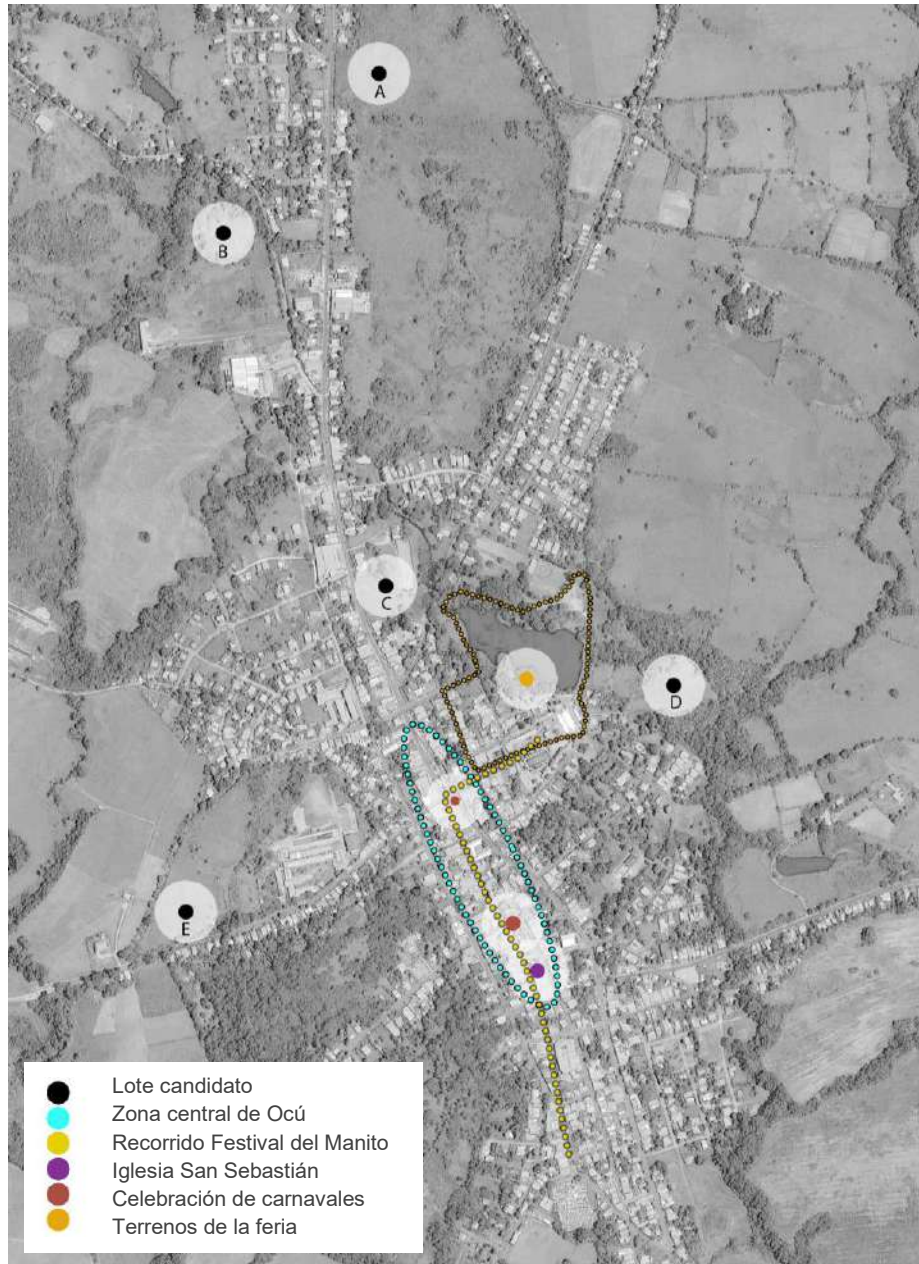 A
B
C
D
E
Lote candidato
Zona central de Ocú
Recorrido Festival del Manito
Iglesia San Sebastián
Celebración de carnavales
Terrenos de la feria